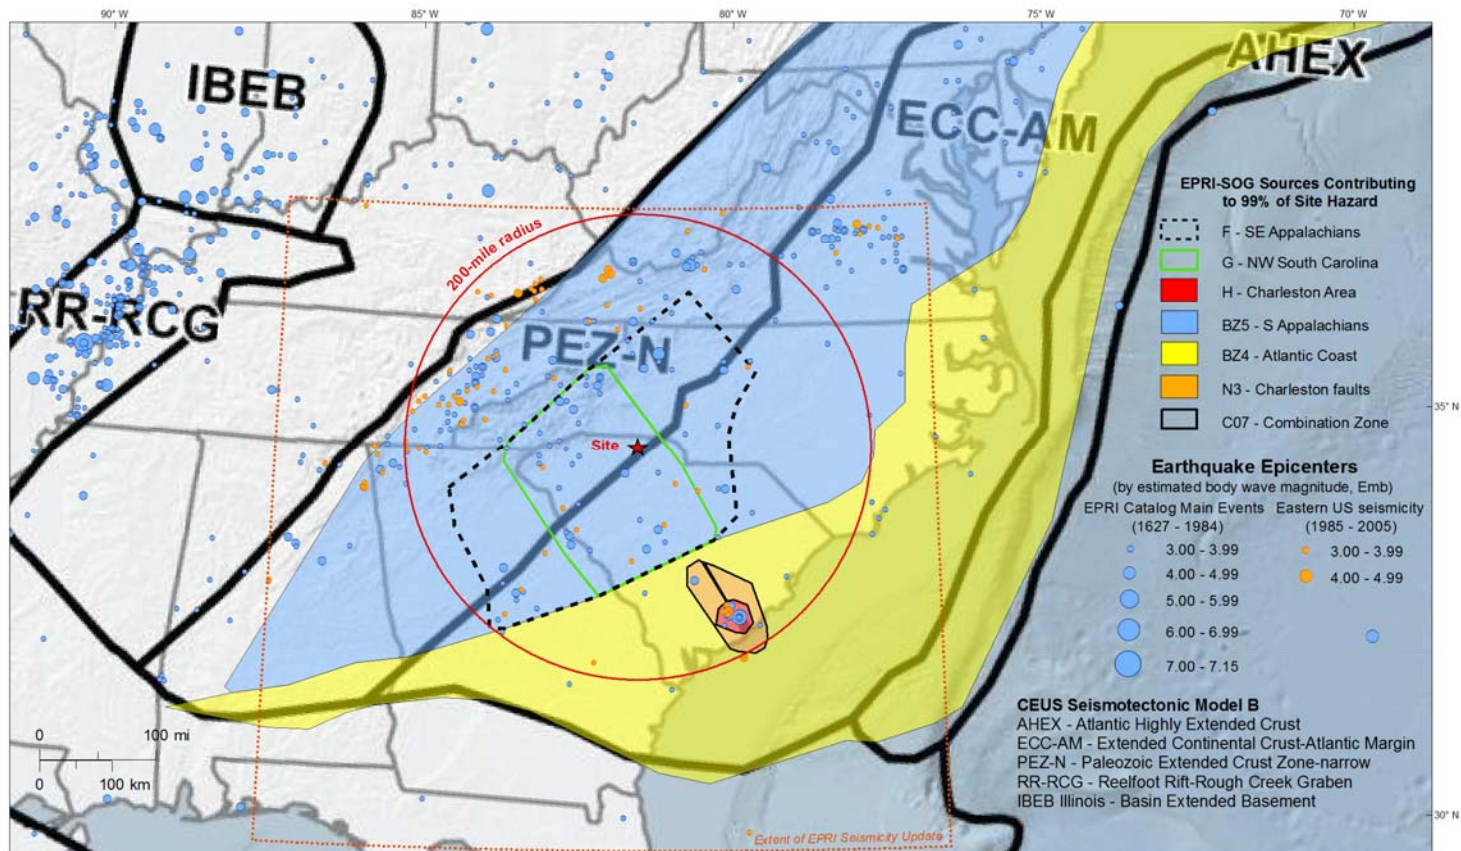 90° W 85° W 80° W 75° W 70° W
AHEX
IBEB
ECC-AM
EPRI-SOG Sources Contributing
to 99% of Site Hazard
F - SE Appalachians
200-mile radius
G - NW South Carolina
H - Charleston Area
RR-RCG
BZ5 - S Appalachians
PEZ-N
BZ4 - Atlantic Coast
N3 - Charleston faults
35° N
C07 - Combination Zone
Site
Earthquake Epicenters
(by estimated body wave magnitude, Emb)
EPRI Catalog Main Events Eastern US seismicity
(1627 - 1984) (1985 - 2005)
3.00 - 3.99 3.00 - 3.99
4.00 - 4.99 4.00 - 4.99
5.00 - 5.99
6.00 - 6.99
7.00 - 7.15
CEUS Seismotectonic Model B
AHEX - Atlantic Highly Extended Crust
ECC-AM - Extended Continental Crust-Atlantic Margin
PEZ-N - Paleozoic Extended Crust Zone-narrow
RR-RCG - Reelfoot Rift-Rough Creek Graben
IBEB Illinois - Basin Extended Basement
0 100 mi
0 100 km
30° N
Extent of EPRI Seismicity Update